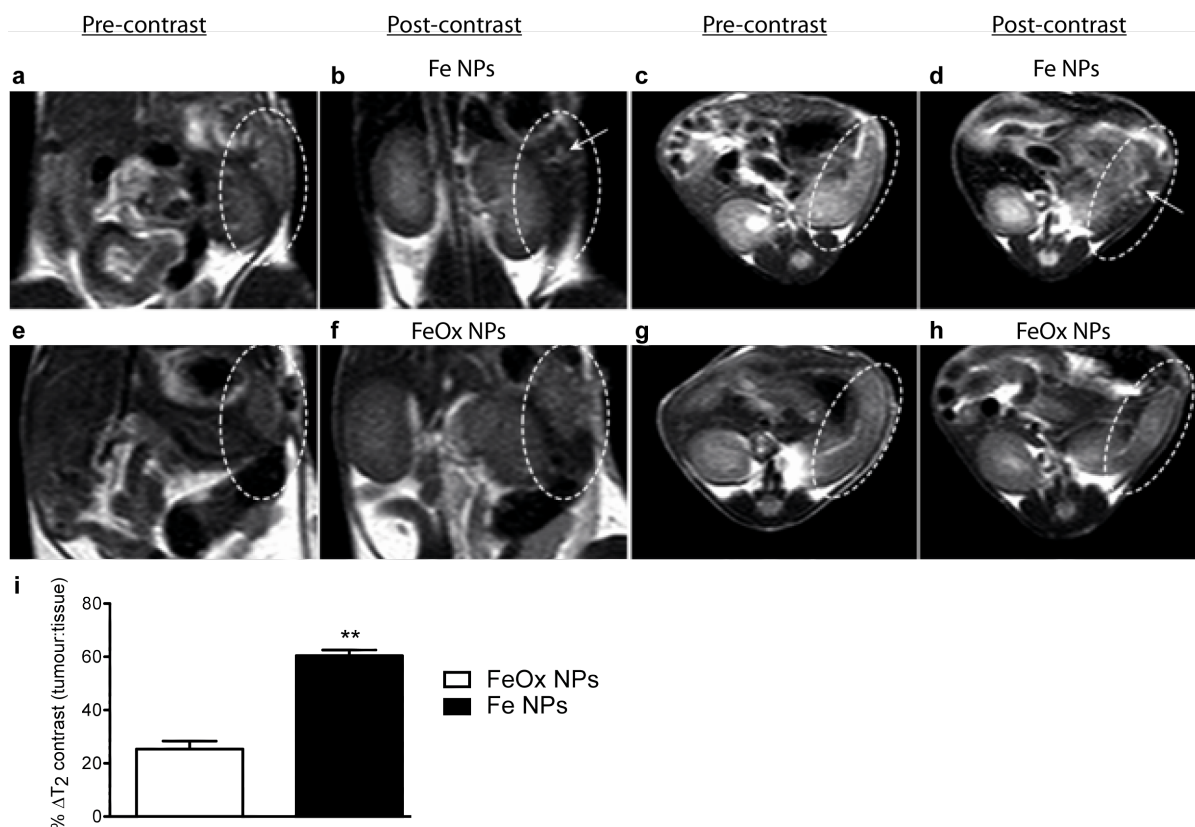 Pre-contrast Post-contrast Pre-contrast Post-contrast
a b Fe NPs c d Fe NPs
e f FeOx NPs g h FeOx NPs
i
% ΔT2 contrast (tumour:tissue)
80
60
40
20
0
**
FeOx NPs
Fe NPs